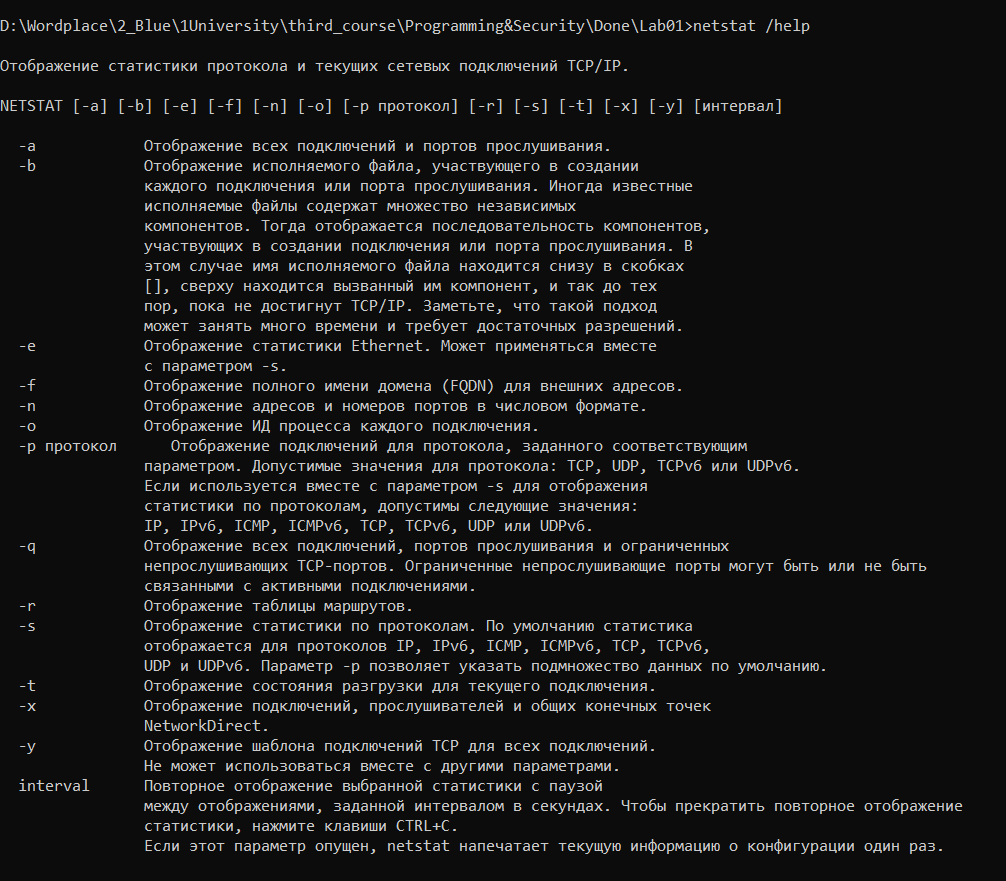 D:\Wordplace\2_Blue\1University\third_course\Programming&Security\Done\Lab01>netstat /help
Отображение статистики протокола и текущих сетевых подключений TCP/IP.
NETSTAT [-a] [-b] [-e] [-f] [-n] [-o] [-p протокол] [-r] [-s] [-t] [-x] [-y] [интервал]
-a Отображение всех подключений и портов прослушивания.
-b Отображение исполняемого файла, участвующего в создании
каждого подключения или порта прослушивания. Иногда известные
исполняемые файлы содержат множество независимых
компонентов. Тогда отображается последовательность компонентов,
участвующих в создании подключения или порта прослушивания. В
этом случае имя исполняемого файла находится снизу в скобках
[], сверху находится вызванный им компонент, и так до тех
пор, пока не достигнут TCP/IP. Заметьте, что такой подход
может занять много времени и требует достаточных разрешений.
-e Отображение статистики Ethernet. Может применяться вместе
с параметром -s.
-f Отображение полного имени домена (FQDN) для внешних адресов.
-n Отображение адресов и номеров портов в числовом формате.
-o Отображение ИД процесса каждого подключения.
-p протокол Отображение подключений для протокола, заданного соответствующим
параметром. Допустимые значения для протокола: TCP, UDP, TCPv6 или UDPv6.
Если используется вместе с параметром -s для отображения
статистики по протоколам, допустимы следующие значения:
IP, IPv6, ICMP, ICMPv6, TCP, TCPv6, UDP или UDPv6.
-q Отображение всех подключений, портов прослушивания и ограниченных
непрослушивающих TCP-портов. Ограниченные непрослушивающие порты могут быть или не быть
связанными с активными подключениями.
-r Отображение таблицы маршрутов.
-s Отображение статистики по протоколам. По умолчанию статистика
отображается для протоколов IP, IPv6, ICMP, ICMPv6, TCP, TCPv6,
UDP и UDPv6. Параметр -p позволяет указать подмножество данных по умолчанию.
-t Отображение состояния разгрузки для текущего подключения.
-x Отображение подключений, прослушивателей и общих конечных точек
NetworkDirect.
-y Отображение шаблона подключений TCP для всех подключений.
Не может использоваться вместе с другими параметрами.
interval Повторное отображение выбранной статистики с паузой
между отображениями, заданной интервалом в секундах. Чтобы прекратить повторное отображение
статистики, нажмите клавиши CTRL+C.
Если этот параметр опущен, netstat напечатает текущую информацию о конфигурации один раз.